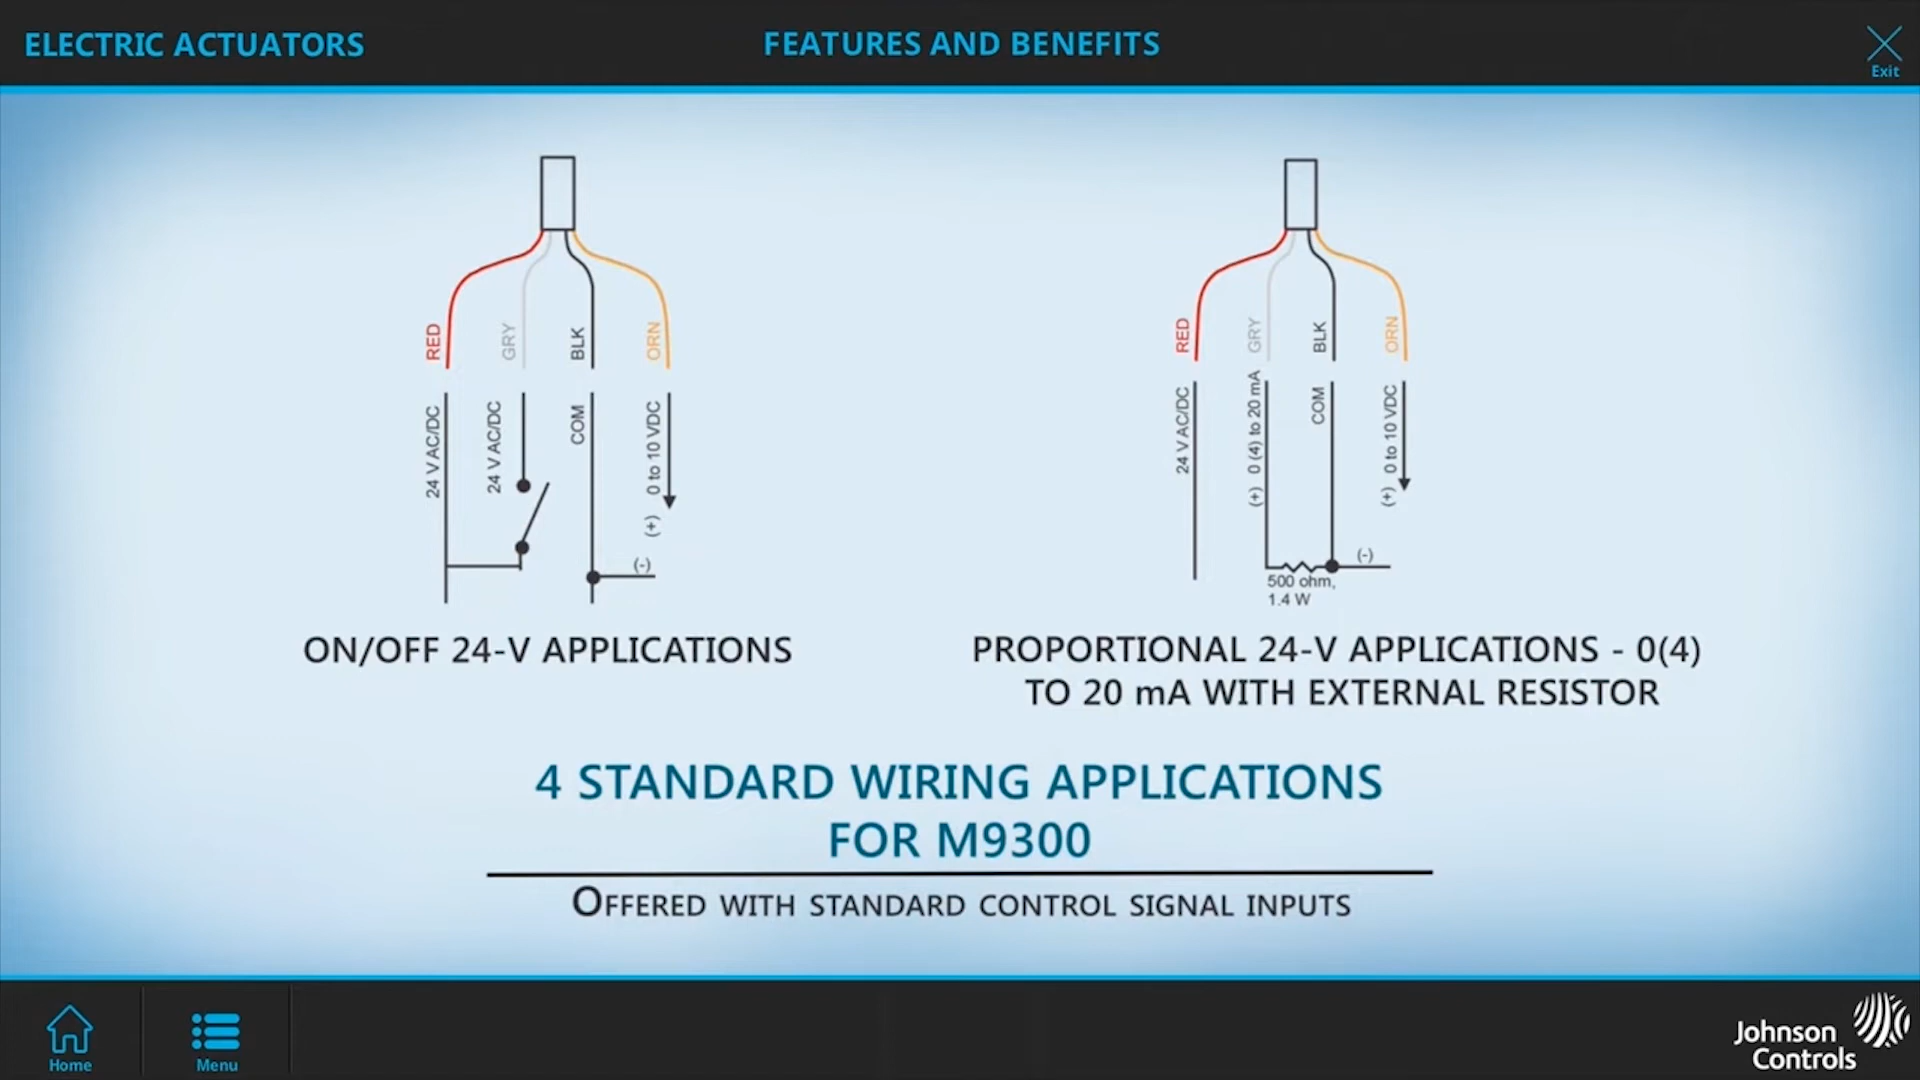 ELECTRIC ACTUATORS
FEATURES AND BENEFITS
Exit
RED
GRY
BLK
ORN
24 V AC/DC
24 V AC/DC
COM
(+) 0 to 10 VDC
(-)
ON/OFF 24-V APPLICATIONS
RED
GRY
BLK
ORN
24 V AC/DC
(+) 0 (4) to 20 mA
COM
(+) 0 to 10 VDC
(-)
500 ohm,
1.4 W
PROPORTIONAL 24-V APPLICATIONS - 0(4)
TO 20 mA WITH EXTERNAL RESISTOR
4 STANDARD WIRING APPLICATIONS
FOR M9300
OFFERED WITH STANDARD CONTROL SIGNAL INPUTS
Home
Menu
Johnson
Controls